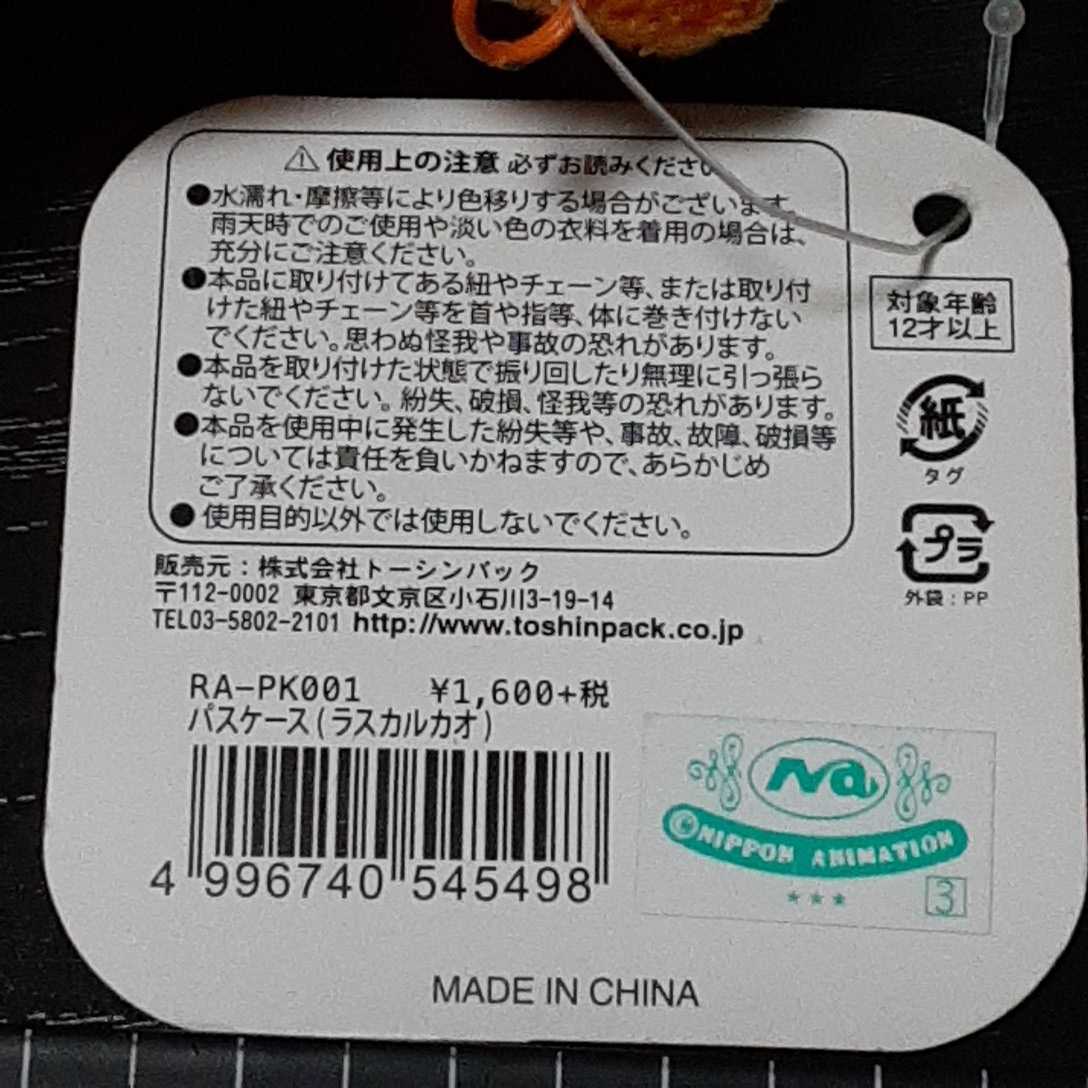 ⚠ 使用上の注意 必ずお読みください
●水濡れ・摩擦等により色移りする場合がございます。
雨天時でのご使用や淡い色の衣料を着用の場合は、
充分にご注意ください。
●本品に取り付けてある紐やチェーン等、または取り付
けた紐やチェーン等を首や指等、体に巻き付けない
でください。思わぬ怪我や事故の恐れがあります。
●本品を取り付けた状態で振り回したり無理に引っ張ら
ないでください。紛失、破損、怪我等の恐れがあります。
●本品を使用中に発生した紛失等や、事故、故障、破損等
については責任を負いかねますので、あらかじめ
ご了承ください。
●使用目的以外では使用しないでください。
対象年齢
12才以上
紙
タグ
プラ
外袋：PP
販売元：株式会社トーシンパック
〒112-0002 東京都文京区小石川3-19-14
TEL03-5802-2101 http://www.toshinpack.co.jp
RA-PK001 ¥1,600+税
パスケース(ラスカルカオ)
4 996740 545498
Na
©NIPPON ANIMATION
★★★
3
MADE IN CHINA